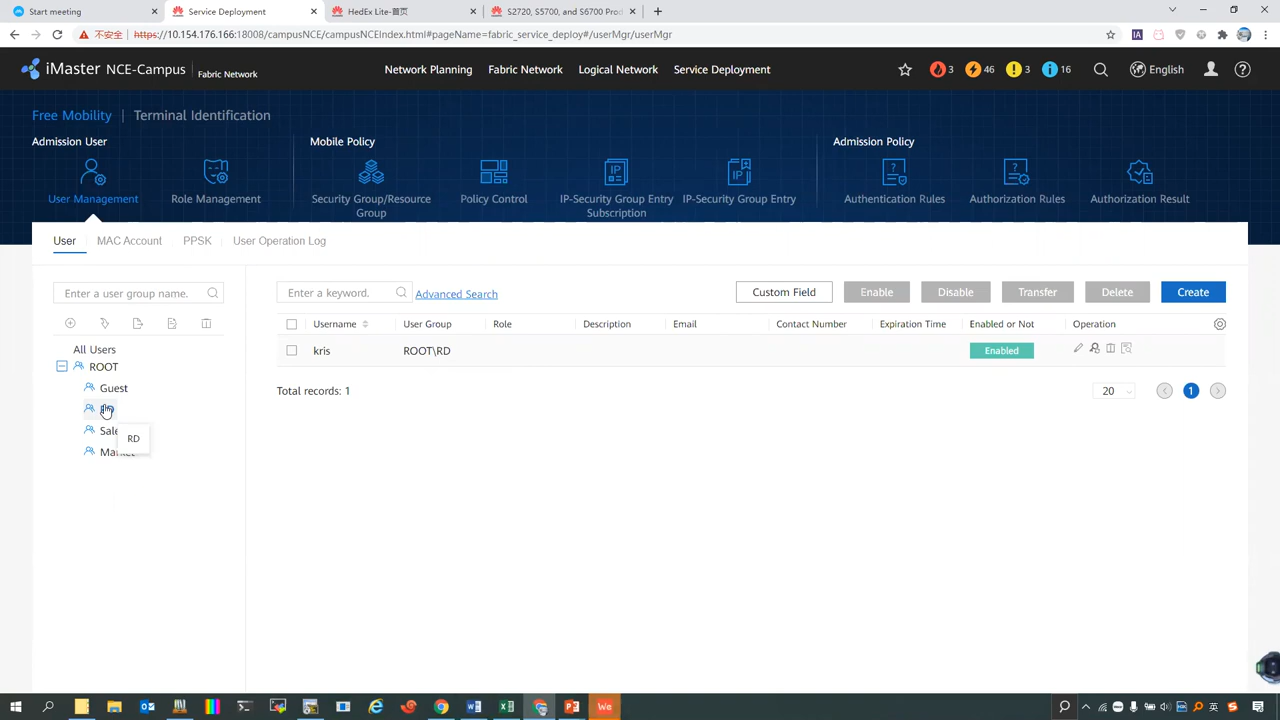 Start meeting
Service Deployment
HedEx Lite-首页
S2720, S5700, and S6700 Prod
不安全
https://10.154.176.166:18008/campusNCE/campusNCEIndex.html#pageName=fabric_service_deploy#/userMgr/userMgr
iMaster NCE-Campus
Fabric Network
Network Planning
Fabric Network
Logical Network
Service Deployment
3
46
3
16
English
Free Mobility | Terminal Identification
Admission User
Mobile Policy
Admission Policy
User Management
Role Management
Security Group/Resource
Group
Policy Control
IP-Security Group Entry
Subscription
IP-Security Group Entry
Authentication Rules
Authorization Rules
Authorization Result
User
MAC Account
PPSK
User Operation Log
Enter a user group name.
Enter a keyword.
Advanced Search
Custom Field
Enable
Disable
Transfer
Delete
Create
Username
User Group
Role
Description
Email
Contact Number
Expiration Time
Enabled or Not
Operation
kris
ROOT\RD
Enabled
Total records: 1
20
1
All Users
ROOT
Guest
Sale
RD
Market
We
英